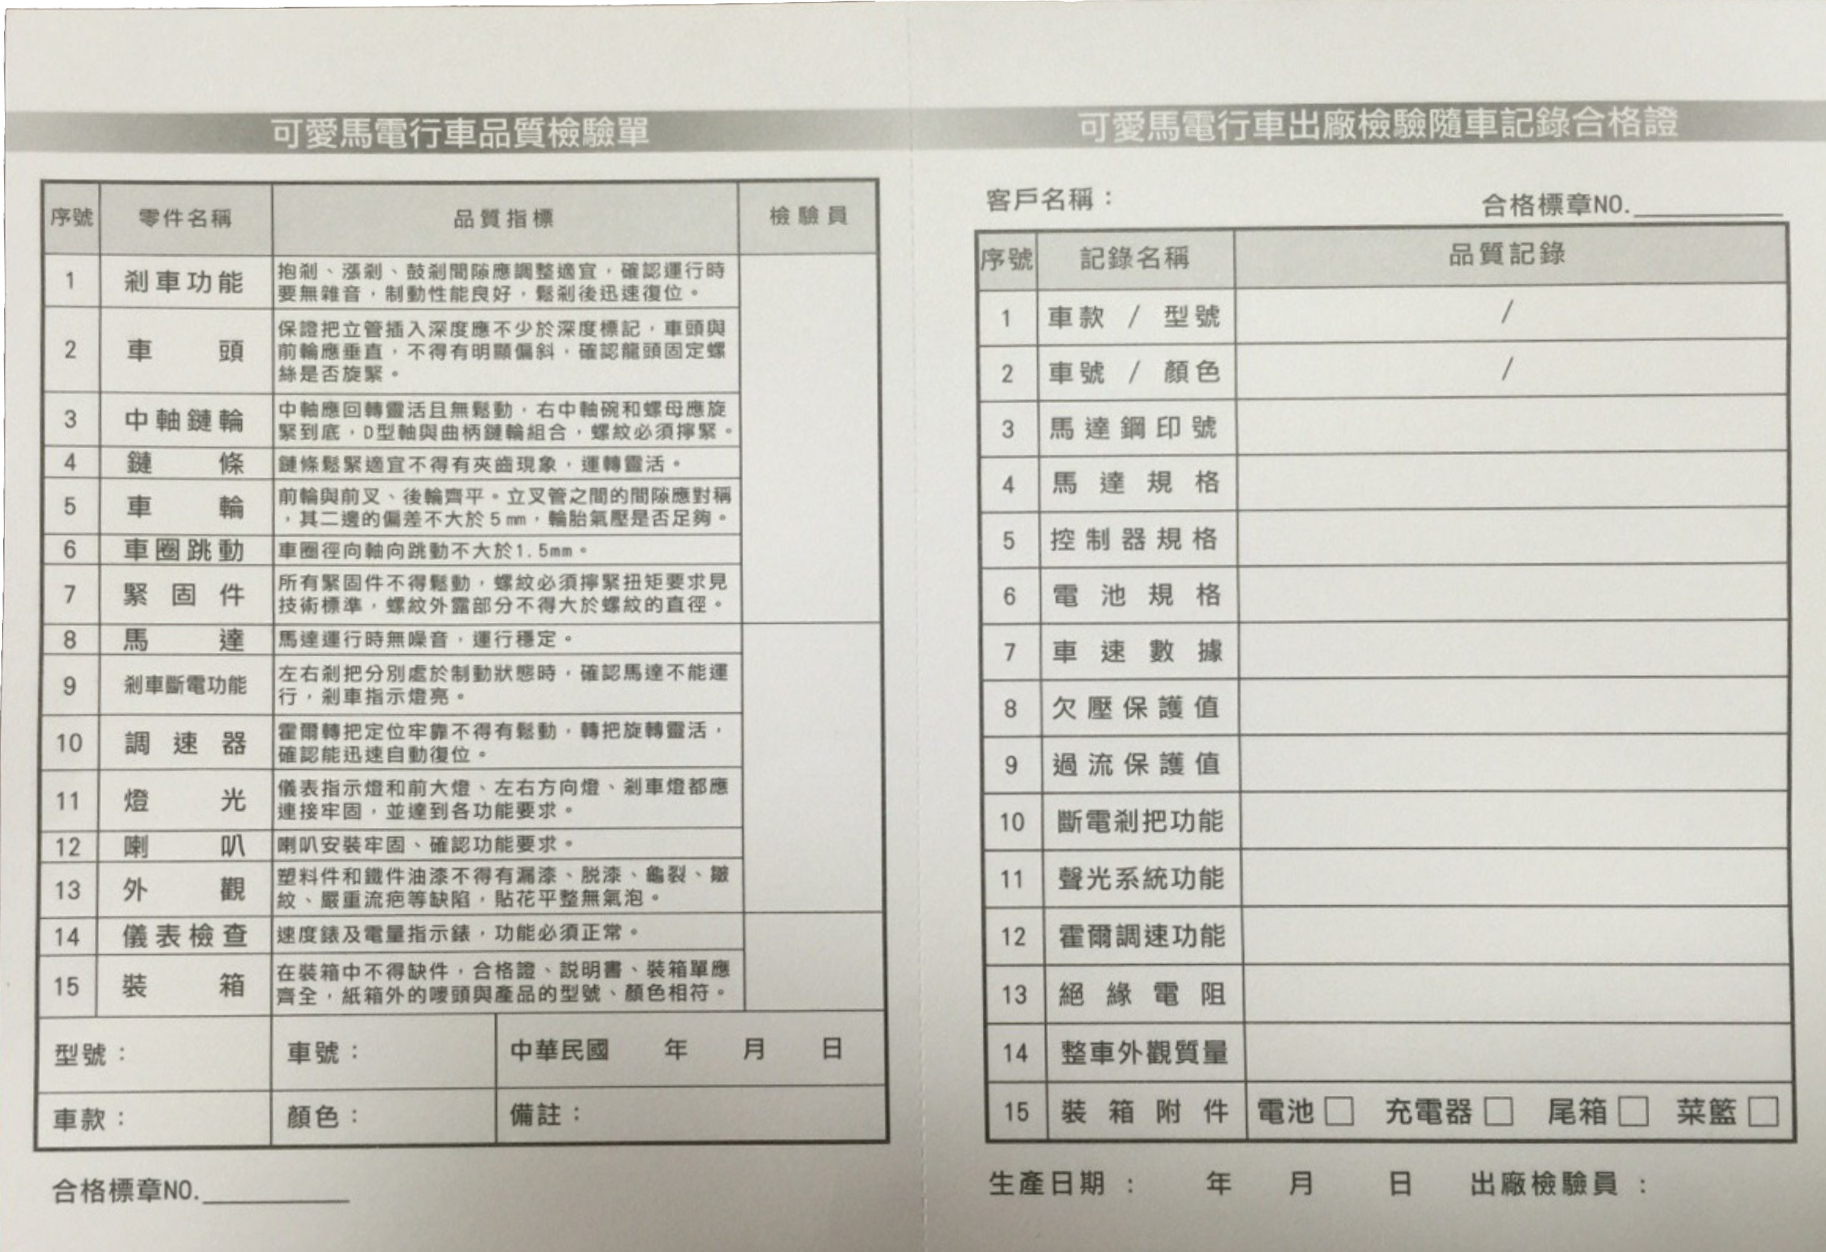 可愛馬電行車品質檢驗單
序號 零件名稱 品質指標 檢驗員
1 剎車功能 抱剎、漲剎、鼓剎間隙應調整適宜，確認運行時
要無雜音，制動性能良好，鬆剎後迅速復位。
2 車頭 保證把立管插入深度應不少於深度標記，車頭與
前輪應垂直，不得有明顯偏斜，確認龍頭固定螺
絲是否旋緊。
3 中軸鏈輪 中軸應回轉靈活且無鬆動，右中軸碗和螺母應旋
緊到底，D型軸與曲柄鏈輪組合，螺紋必須擰緊。
4 鏈條 鏈條鬆緊適宜不得有夾齒現象，運轉靈活。
5 車輪 前輪與前叉、後輪齊平。立叉管之間的間隙應對稱
，其二邊的偏差不大於5㎜，輪胎氣壓是否足夠。
6 車圈跳動 車圈徑向軸向跳動不大於1.5mm。
7 緊固件 所有緊固件不得鬆動，螺紋必須擰緊扭矩要求見
技術標準，螺紋外露部分不得大於螺紋的直徑。
8 馬達 馬達運行時無噪音，運行穩定。
9 剎車斷電功能 左右剎把分別處於制動狀態時，確認馬達不能運
行，剎車指示燈亮。
10 調速器 霍爾轉把定位牢靠不得有鬆動，轉把旋轉靈活，
確認能迅速自動復位。
11 燈光 儀表指示燈和前大燈、左右方向燈、剎車燈都應
連接牢固，並達到各功能要求。
12 喇叭 喇叭安裝牢固、確認功能要求。
13 外觀 塑料件和鐵件油漆不得有漏漆、脱漆、龜裂、皺
紋、嚴重流疤等缺陷，貼花平整無氣泡。
14 儀表檢查 速度錶及電量指示錶，功能必須正常。
15 裝箱 在裝箱中不得缺件，合格證、説明書、裝箱單應
齊全，紙箱外的嘜頭與產品的型號、顏色相符。
型號： 車號： 中華民國 年 月 日
車款： 顏色： 備註：
合格標章NO.
可愛馬電行車出廠檢驗隨車記錄合格證
客戶名稱： 合格標章NO.
序號 記錄名稱 品質記錄
1 車款 / 型號 /
2 車號 / 顏色 /
3 馬達鋼印號
4 馬達規格
5 控制器規格
6 電池規格
7 車速數據
8 欠壓保護值
9 過流保護值
10 斷電剎把功能
11 聲光系統功能
12 霍爾調速功能
13 絕緣電阻
14 整車外觀質量
15 裝箱附件 電池□ 充電器□ 尾箱□ 菜籃□
生產日期： 年 月 日 出廠檢驗員：